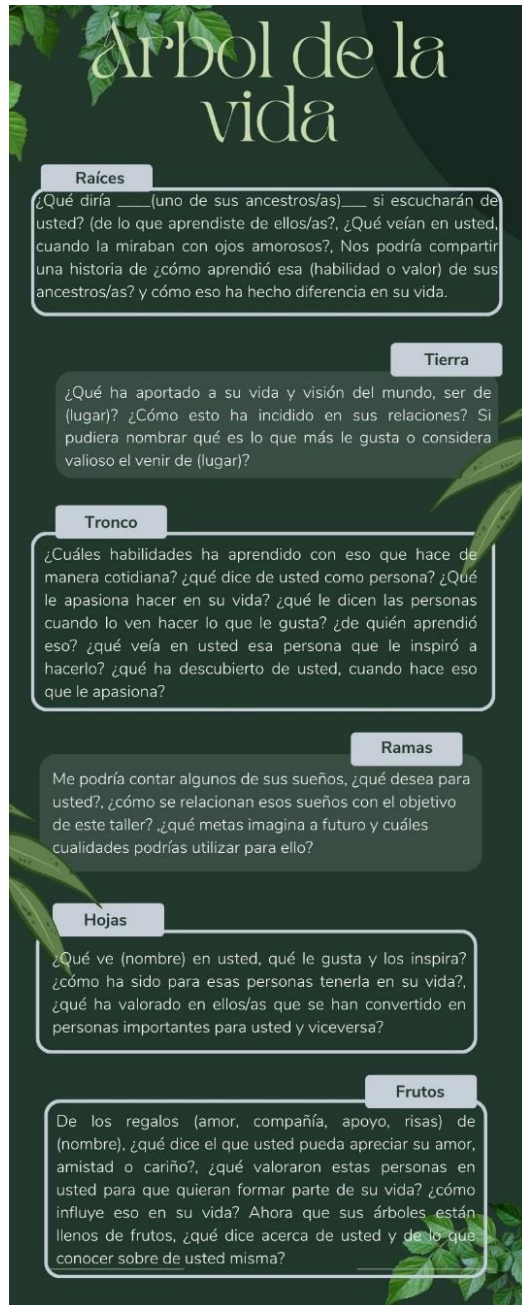 Árbol de la
vida
Raíces
¿Qué diría ____(uno de sus ancestros/as)___ si escucharán de
usted? (de lo que aprendiste de ellos/as?, ¿Qué veían en usted,
cuando la miraban con ojos amorosos?, Nos podría compartir
una historia de ¿cómo aprendió esa (habilidad o valor) de sus
ancestros/as? y cómo eso ha hecho diferencia en su vida.
Tierra
¿Qué ha aportado a su vida y visión del mundo, ser de
(lugar)? ¿Cómo esto ha incidido en sus relaciones? Si
pudiera nombrar qué es lo que más le gusta o considera
valioso el venir de (lugar)?
Tronco
¿Cuáles habilidades ha aprendido con eso que hace de
manera cotidiana? ¿qué dice de usted como persona? ¿Qué
le apasiona hacer en su vida? ¿qué le dicen las personas
cuando lo ven hacer lo que le gusta? ¿de quién aprendió
eso? ¿qué veía en usted esa persona que le inspiró a
hacerlo? ¿qué ha descubierto de usted, cuando hace eso
que le apasiona?
Ramas
Me podría contar algunos de sus sueños, ¿qué desea para
usted?, ¿cómo se relacionan esos sueños con el objetivo
de este taller? ,¿qué metas imagina a futuro y cuáles
cualidades podrías utilizar para ello?
Hojas
¿Qué ve (nombre) en usted, qué le gusta y los inspira?
¿cómo ha sido para esas personas tenerla en su vida?,
¿qué ha valorado en ellos/as que se han convertido en
personas importantes para usted y viceversa?
Frutos
De los regalos (amor, compañía, apoyo, risas) de
(nombre), ¿qué dice el que usted pueda apreciar su amor,
amistad o cariño?, ¿qué valoraron estas personas en
usted para que quieran formar parte de su vida? ¿cómo
influye eso en su vida? Ahora que sus árboles están
llenos de frutos, ¿qué dice acerca de usted y de lo que
conocer sobre de usted misma?